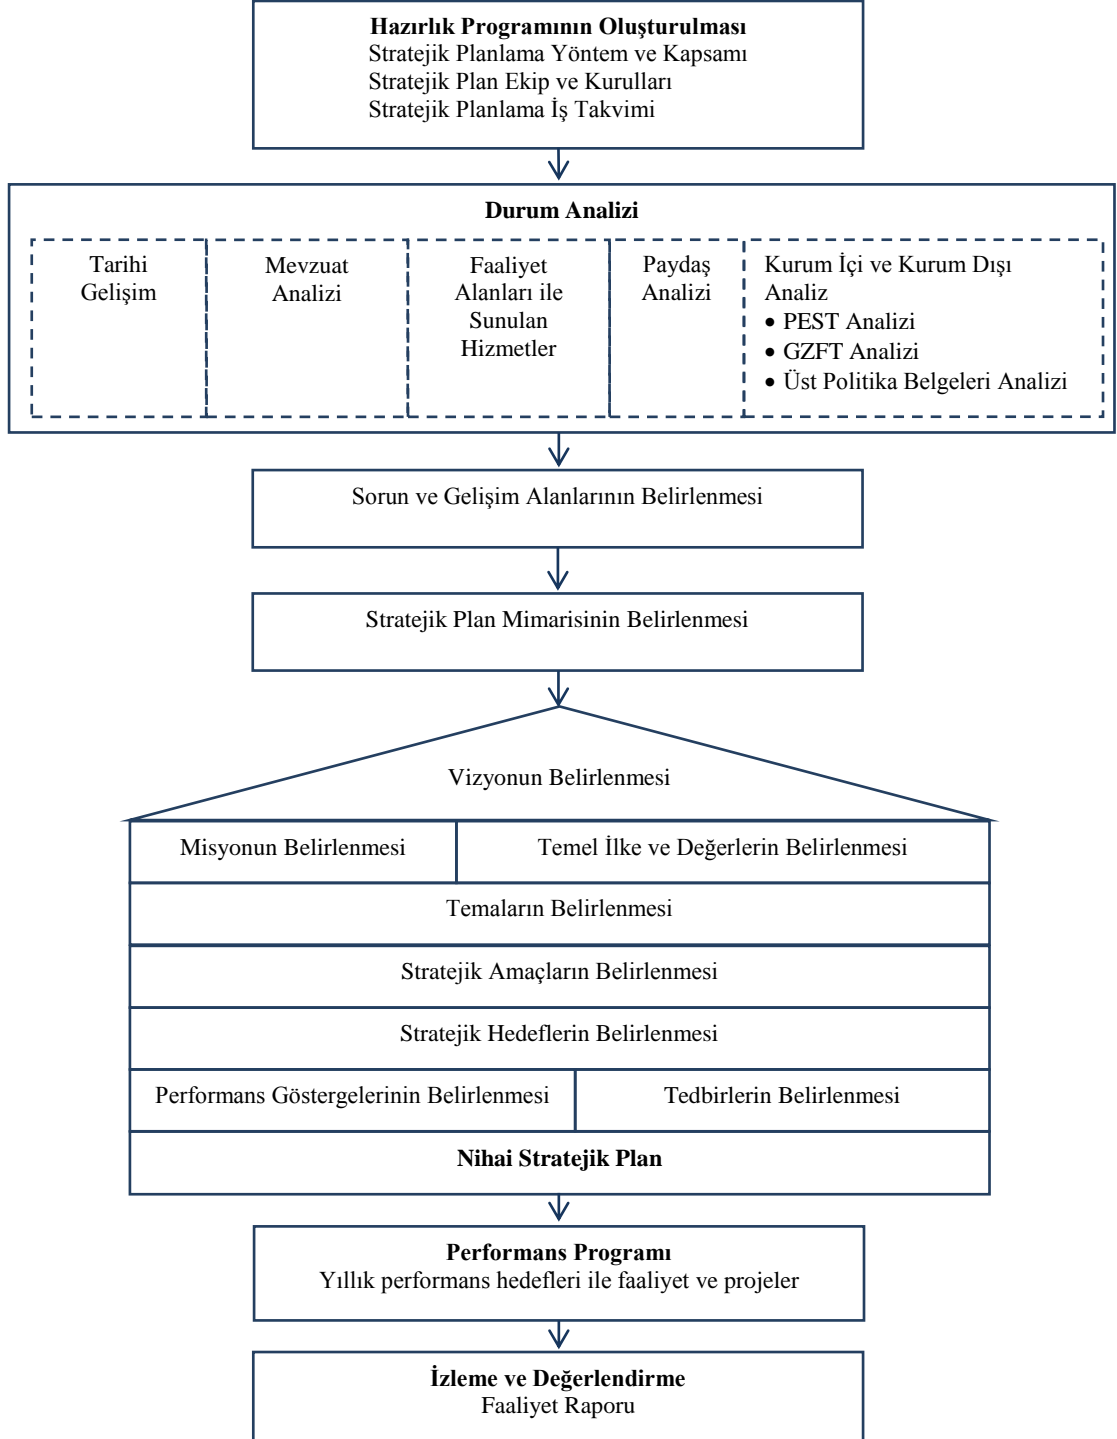 Hazırlık Programının Oluşturulması
Stratejik Planlama Yöntem ve Kapsamı
Stratejik Plan Ekip ve Kurulları
Stratejik Planlama İş Takvimi
Durum Analizi
Tarihi
Gelişim
Mevzuat
Analizi
Faaliyet
Alanları ile
Sunulan
Hizmetler
Paydaş
Analizi
Kurum İçi ve Kurum Dışı
Analiz
• PEST Analizi
• GZFT Analizi
• Üst Politika Belgeleri Analizi
Sorun ve Gelişim Alanlarının Belirlenmesi
Stratejik Plan Mimarisinin Belirlenmesi
Vizyonun Belirlenmesi
Misyonun Belirlenmesi
Temel İlke ve Değerlerin Belirlenmesi
Temaların Belirlenmesi
Stratejik Amaçların Belirlenmesi
Stratejik Hedeflerin Belirlenmesi
Performans Göstergelerinin Belirlenmesi
Tedbirlerin Belirlenmesi
Nihai Stratejik Plan
Performans Programı
Yıllık performans hedefleri ile faaliyet ve projeler
İzleme ve Değerlendirme
Faaliyet Raporu